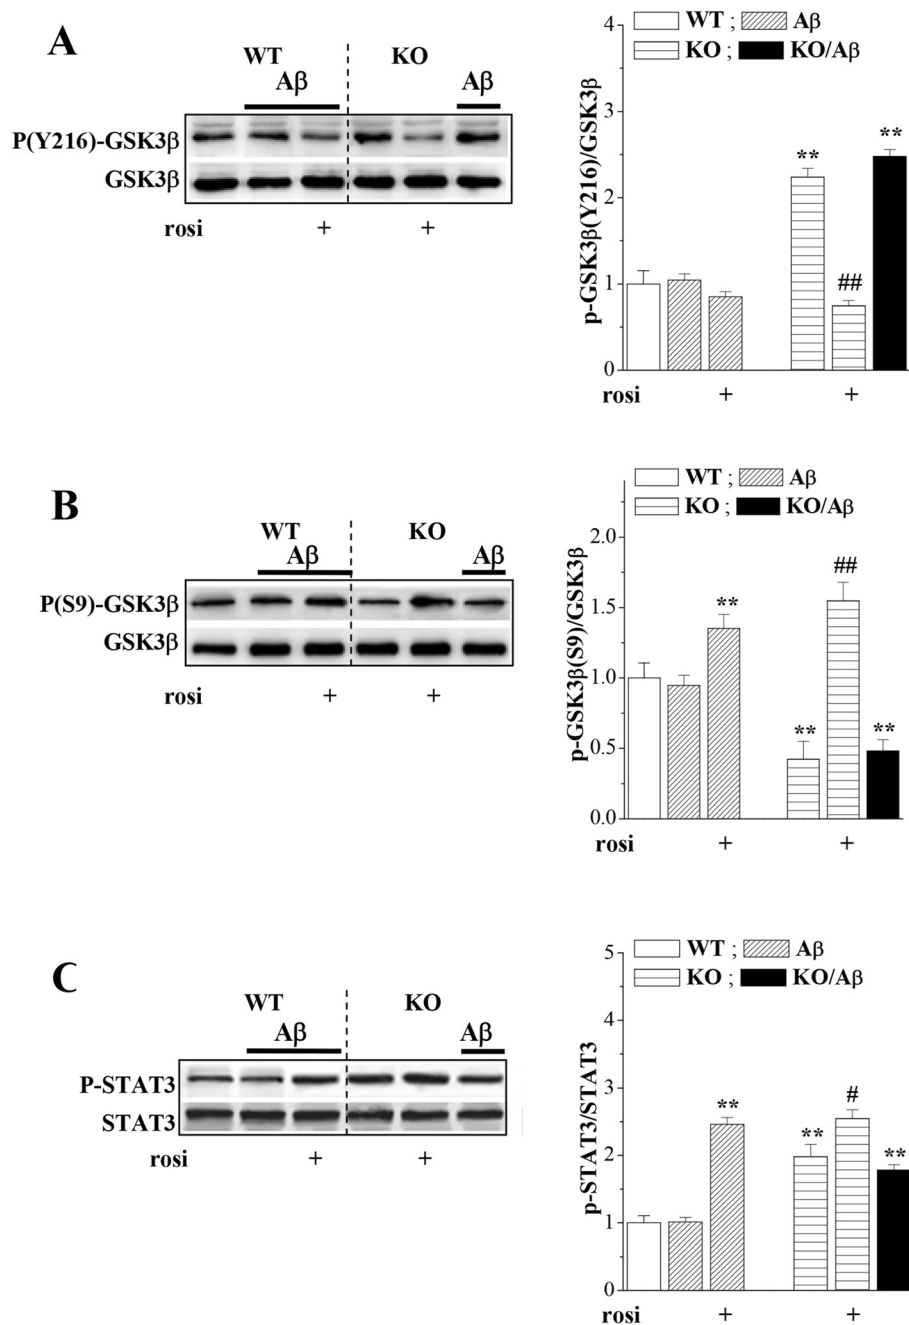 A
WT
KO
Aβ
Aβ
P(Y216)-GSK3β
GSK3β
rosi + +
WT ; Aβ
KO ; KO/Aβ
p-GSK3β(Y216)/GSK3β
4
3
2
1
0
**
##
**
rosi + +
B
WT
KO
Aβ
Aβ
P(S9)-GSK3β
GSK3β
rosi + +
WT ; Aβ
KO ; KO/Aβ
p-GSK3β(S9)/GSK3β
2.0
1.5
1.0
0.5
0.0
**
**
##
**
rosi + +
C
WT
KO
Aβ
Aβ
P-STAT3
STAT3
rosi + +
WT ; Aβ
KO ; KO/Aβ
p-STAT3/STAT3
5
4
3
2
1
0
**
**
#
**
rosi + +